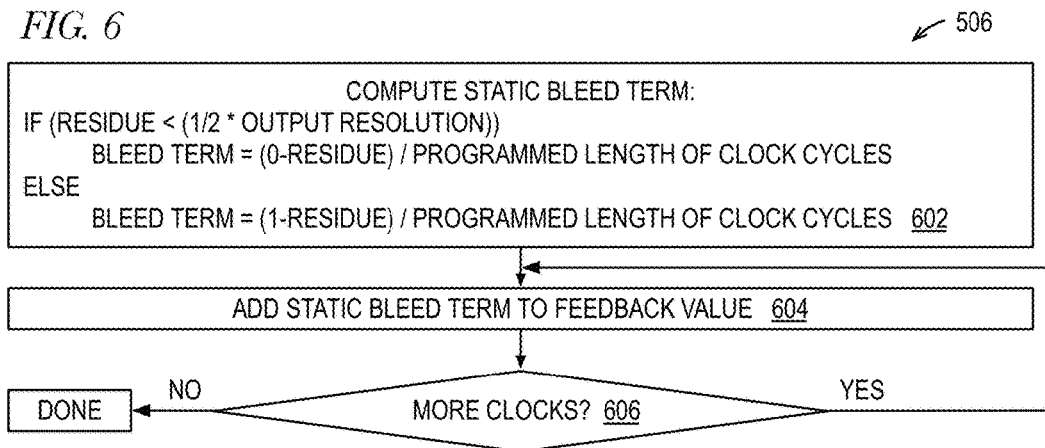 FIG. 6
506
COMPUTE STATIC BLEED TERM:
IF (RESIDUE < (1/2 * OUTPUT RESOLUTION))
BLEED TERM = (0-RESIDUE) / PROGRAMMED LENGTH OF CLOCK CYCLES
ELSE
BLEED TERM = (1-RESIDUE) / PROGRAMMED LENGTH OF CLOCK CYCLES 602
ADD STATIC BLEED TERM TO FEEDBACK VALUE 604
NO
YES
DONE
MORE CLOCKS? 606